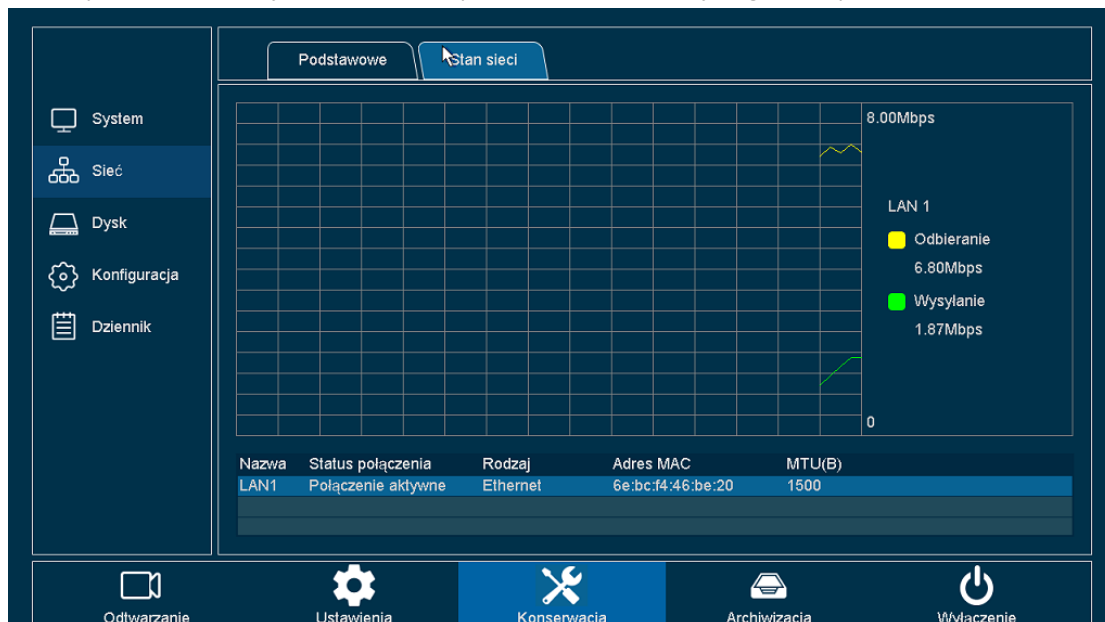 Podstawowe
Stan sieci
System
Sieć
Dysk
Konfiguracja
Dziennik
8.00Mbps
LAN 1
Odbieranie
6.80Mbps
Wysyłanie
1.87Mbps
0
Nazwa Status połączenia Rodzaj Adres MAC MTU(B)
LAN1 Połączenie aktywne Ethernet 6e:bc:f4:46:be:20 1500
Odtwarzanie Ustawienia Konserwacja Archiwizacja Wyłączenie